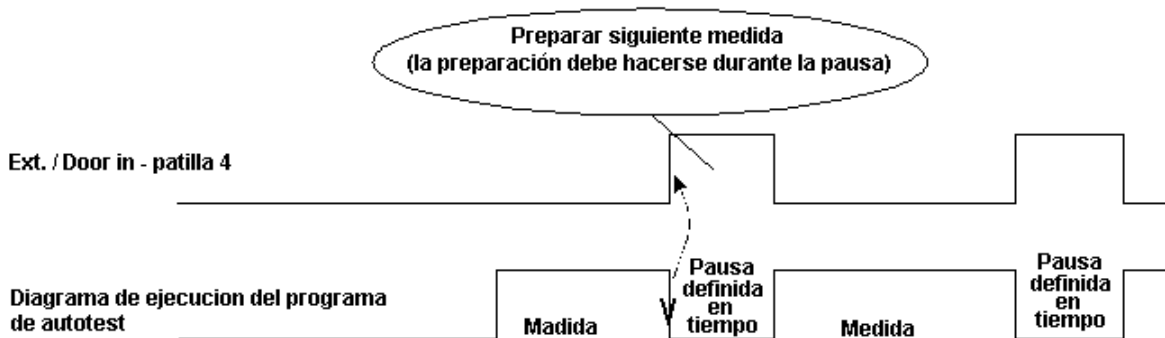 Preparar siguiente medida
(la preparación debe hacerse durante la pausa)
Ext. / Door in - patilla 4
Diagrama de ejecucion del programa
de autotest
Madida
Pausa
definida
en
tiempo
Medida
Pausa
definida
en
tiempo